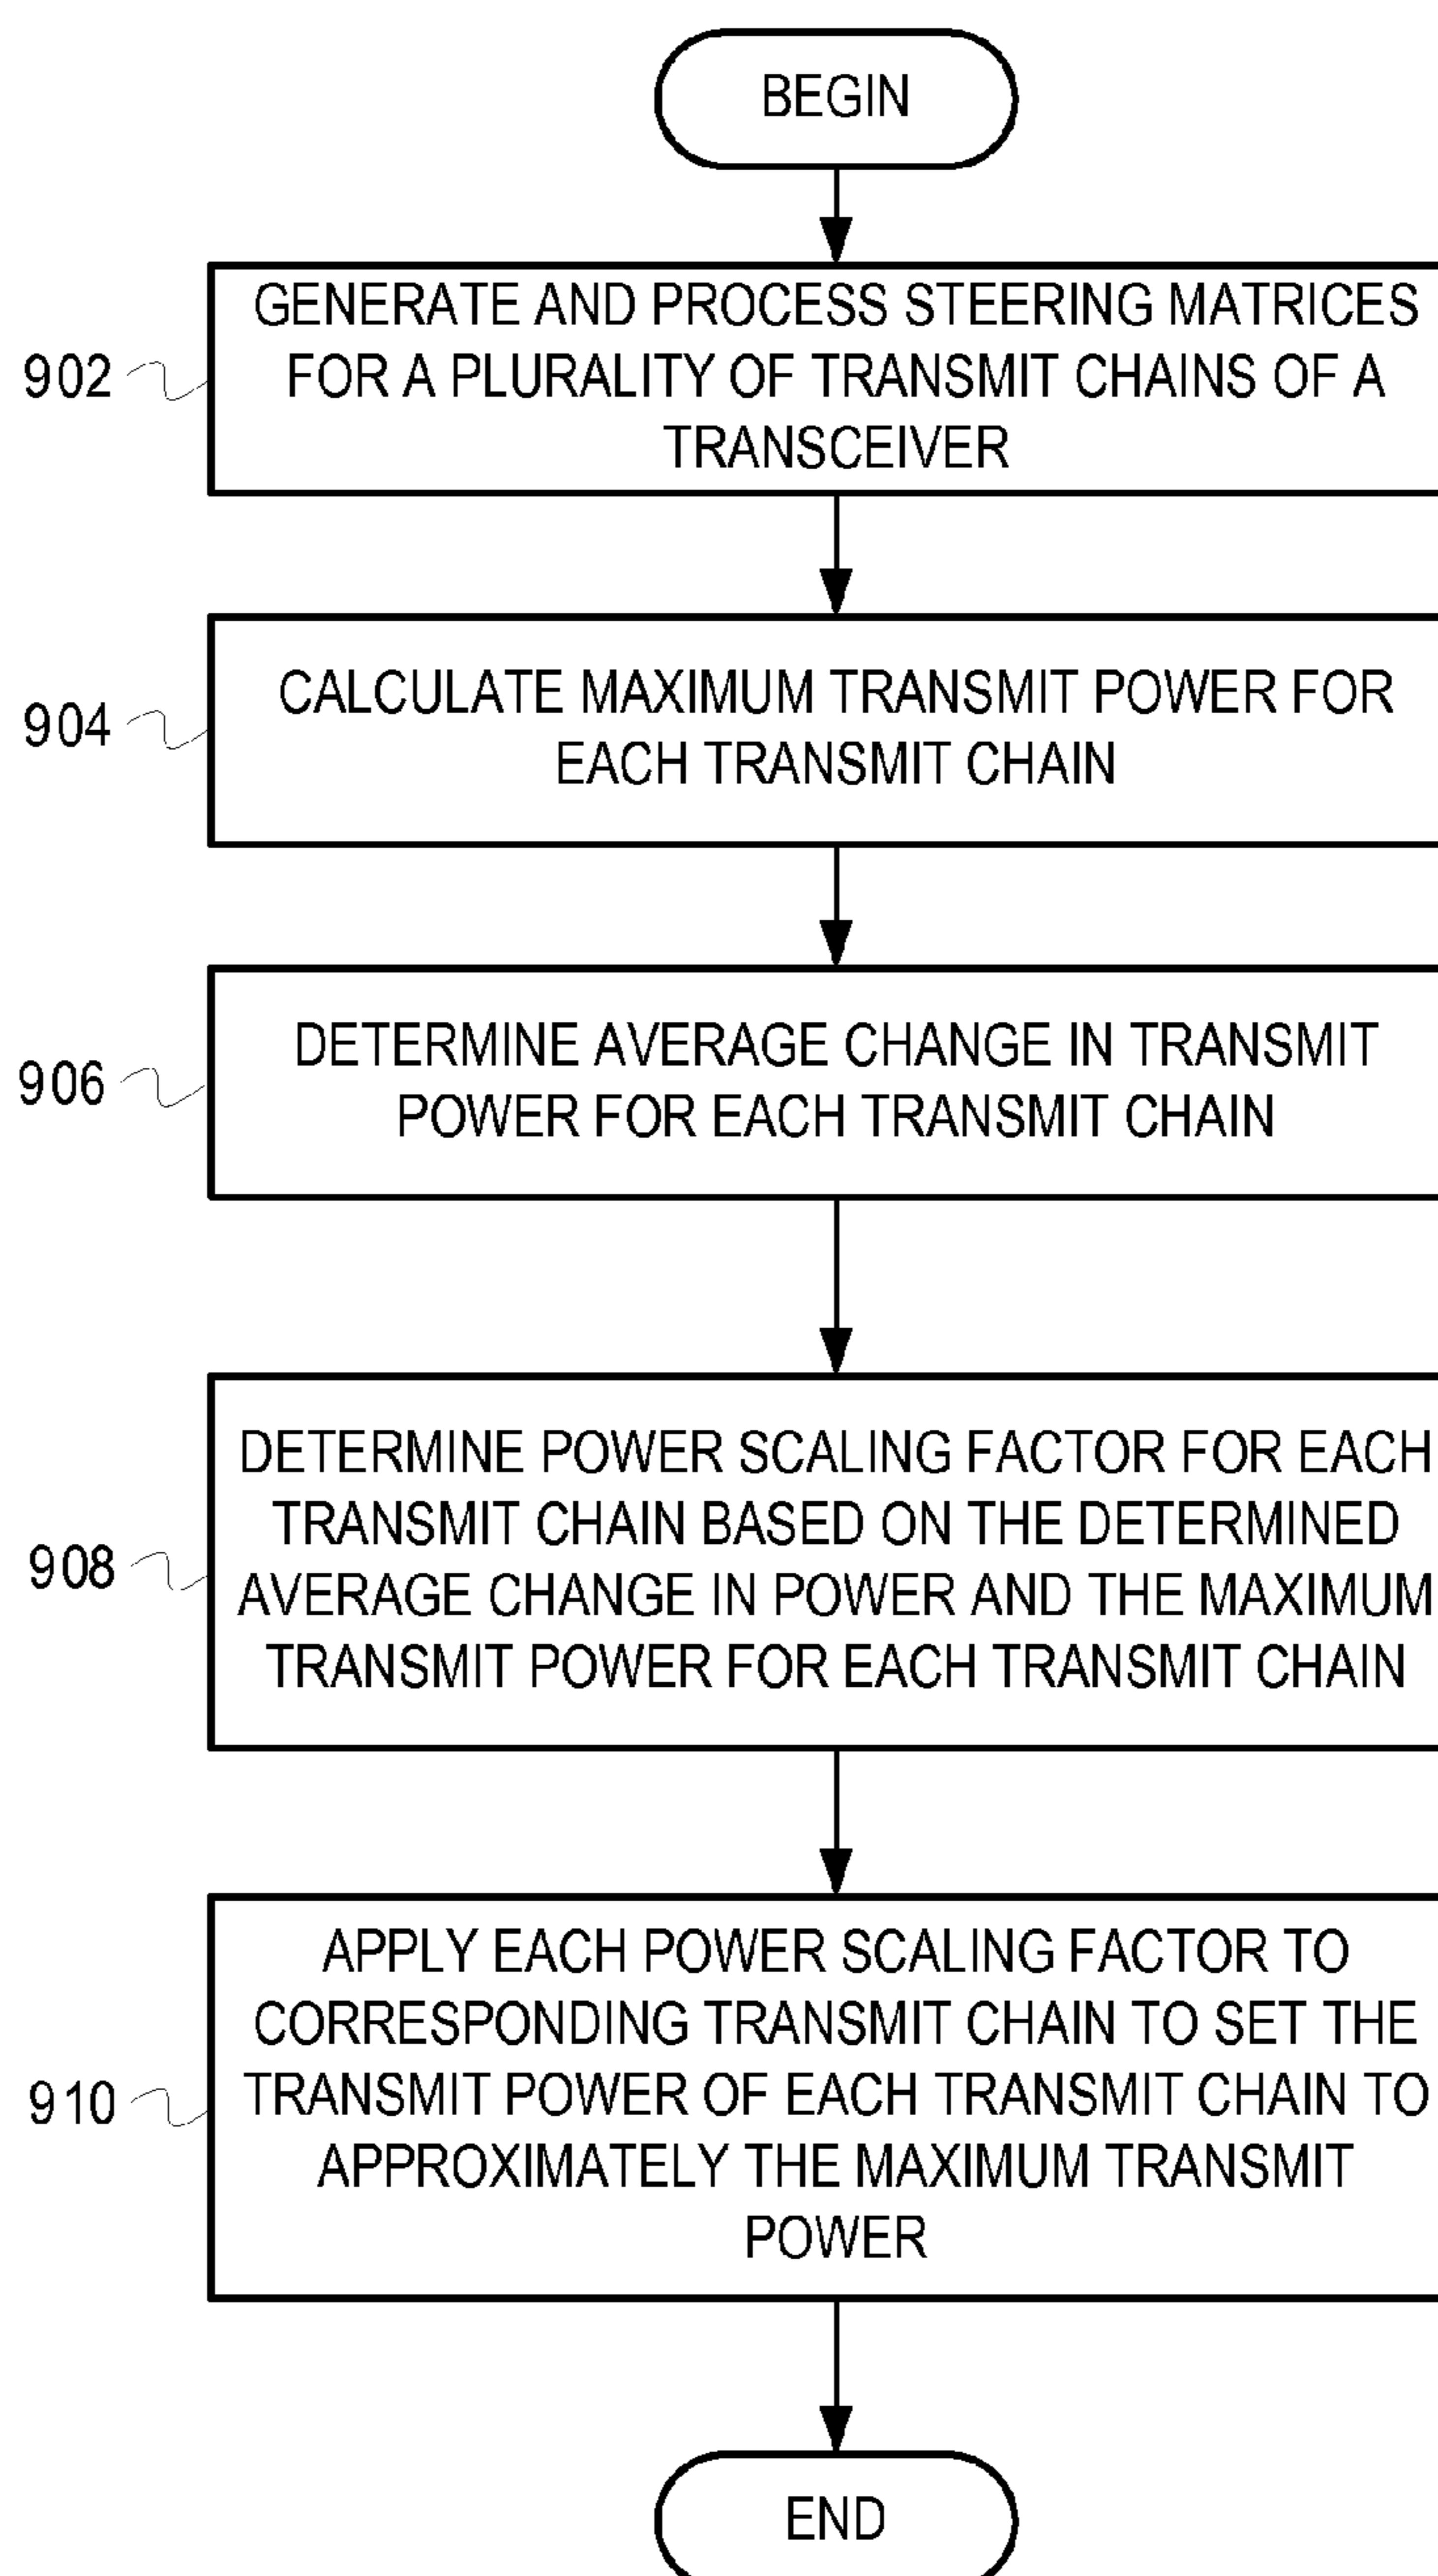 BEGIN
902
GENERATE AND PROCESS STEERING MATRICES
FOR A PLURALITY OF TRANSMIT CHAINS OF A
TRANSCEIVER
904
CALCULATE MAXIMUM TRANSMIT POWER FOR
EACH TRANSMIT CHAIN
906
DETERMINE AVERAGE CHANGE IN TRANSMIT
POWER FOR EACH TRANSMIT CHAIN
908
DETERMINE POWER SCALING FACTOR FOR EACH
TRANSMIT CHAIN BASED ON THE DETERMINED
AVERAGE CHANGE IN POWER AND THE MAXIMUM
TRANSMIT POWER FOR EACH TRANSMIT CHAIN
910
APPLY EACH POWER SCALING FACTOR TO
CORRESPONDING TRANSMIT CHAIN TO SET THE
TRANSMIT POWER OF EACH TRANSMIT CHAIN TO
APPROXIMATELY THE MAXIMUM TRANSMIT
POWER
END